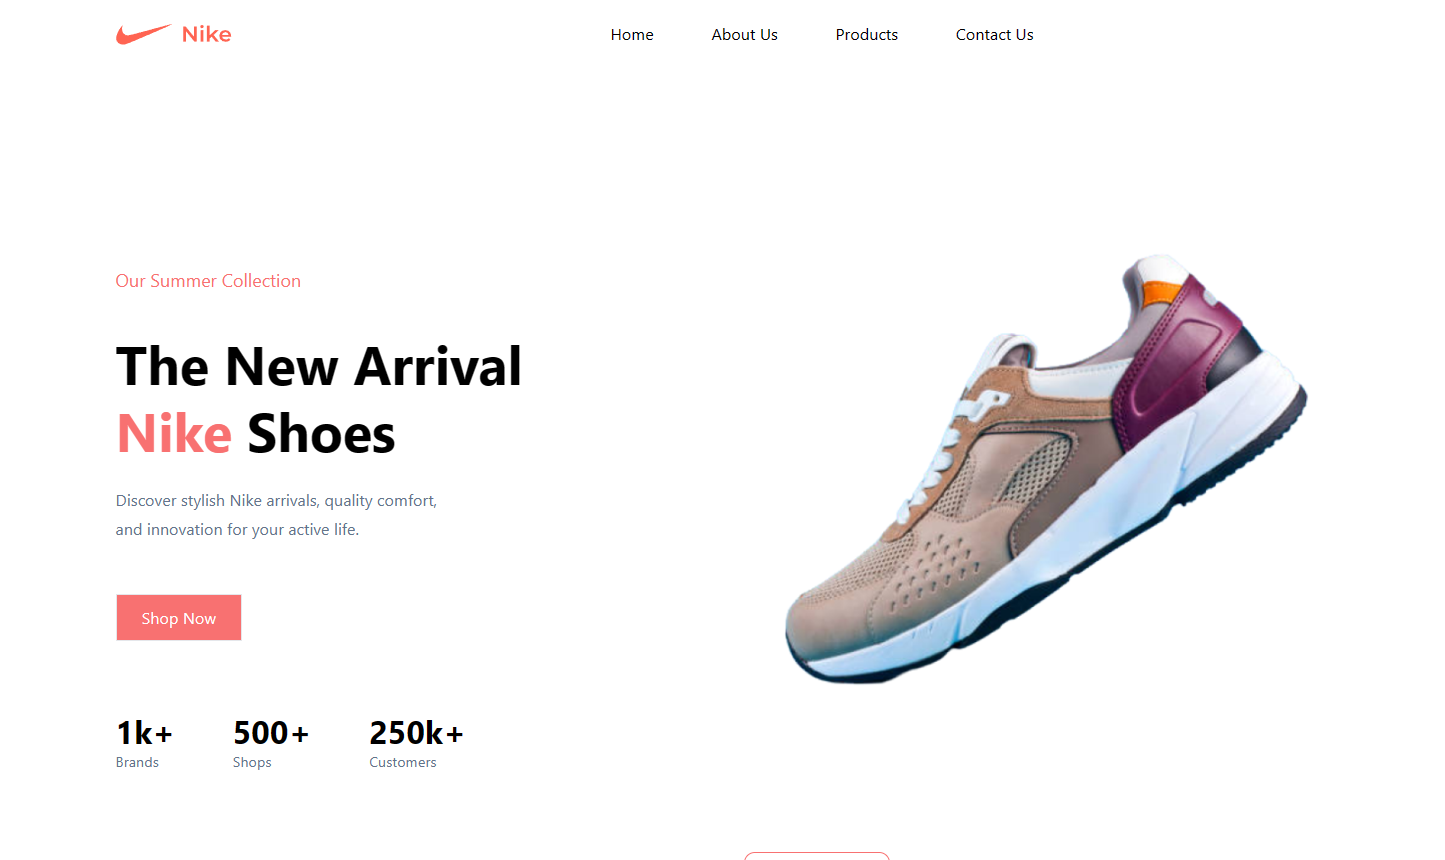 Nike
Home
About Us
Products
Contact Us
Our Summer Collection
The New Arrival
Nike Shoes
Discover stylish Nike arrivals, quality comfort,
and innovation for your active life.
Shop Now
1k+
Brands
500+
Shops
250k+
Customers